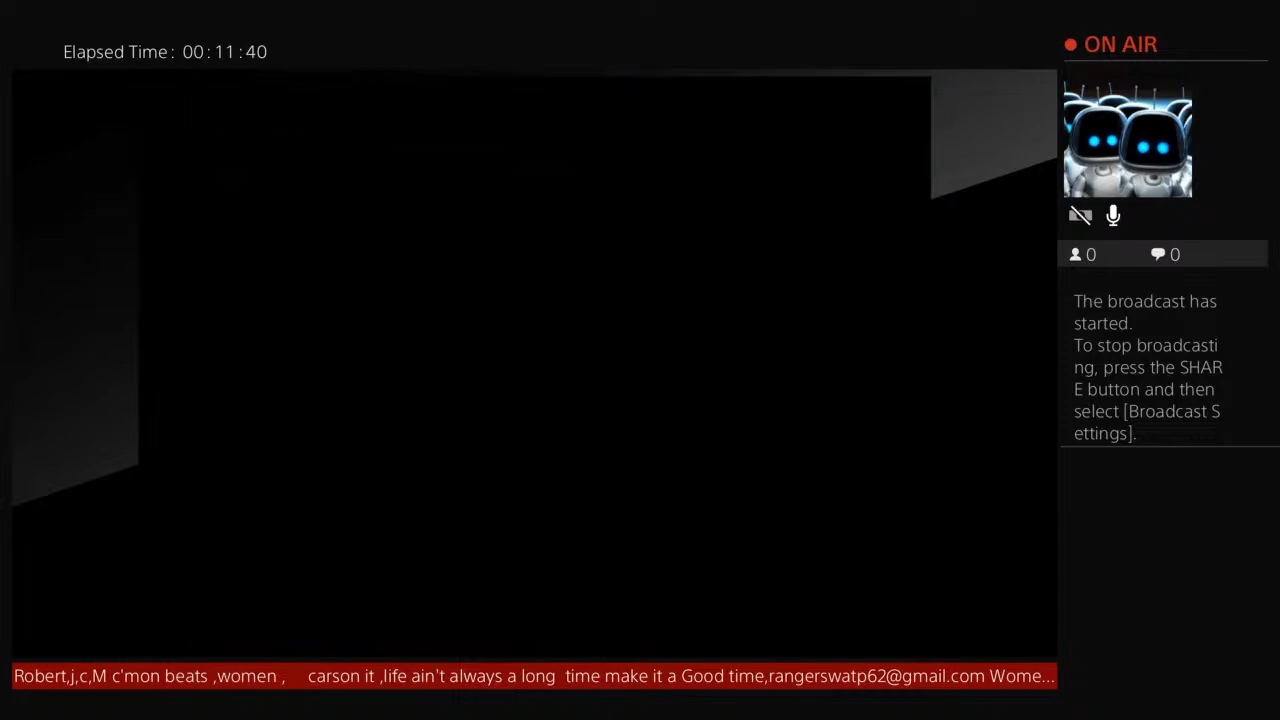 Elapsed Time: 00:11:40
ON AIR
0 0
The broadcast has
started.
To stop broadcasti
ng, press the SHAR
E button and then
select [Broadcast S
ettings].
Robert,j,c,M c'mon beats ,women , carson it ,life ain't always a long time make it a Good time,rangerswatp62@gmail.com Wome...